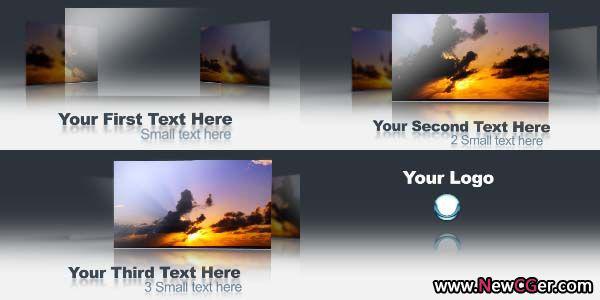 Your First Text Here
Small text here
Your Second Text Here
2 Small text here
Your Third Text Here
3 Small text here
Your Logo
www.NewCGer.com